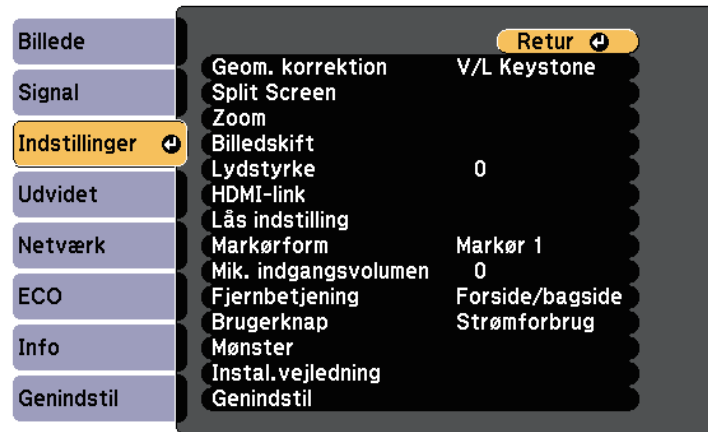 Billede
Signal
Indstillinger
Udvidet
Netværk
ECO
Info
Genindstil
Retur
Geom. korrektion V/L Keystone
Split Screen
Zoom
Billedskift
Lydstyrke 0
HDMI-link
Lås indstilling
Markørform Markør 1
Mik. indgangsvolumen 0
Fjernbetjening Forside/bagside
Brugerknap Strømforbrug
Mønster
Instal.vejledning
Genindstil